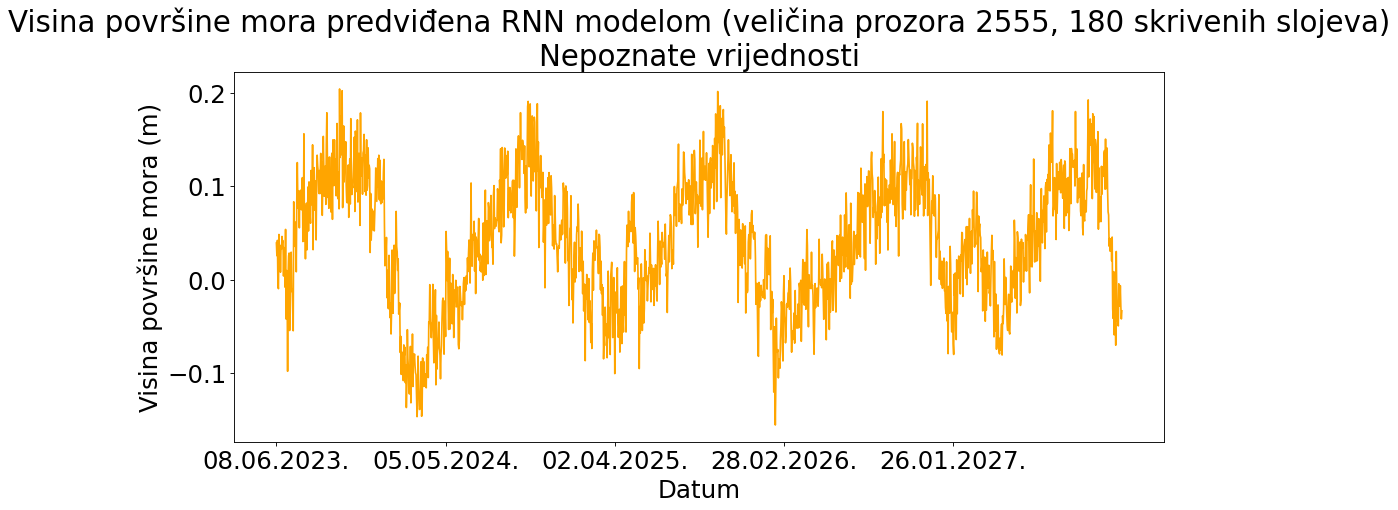 Visina površine mora predviđena RNN modelom (veličina prozora 2555, 180 skrivenih slojeva)
Nepoznate vrijednosti
Visina površine mora (m)
0.2
0.1
0.0
−0.1
08.06.2023. 05.05.2024. 02.04.2025. 28.02.2026. 26.01.2027.
Datum